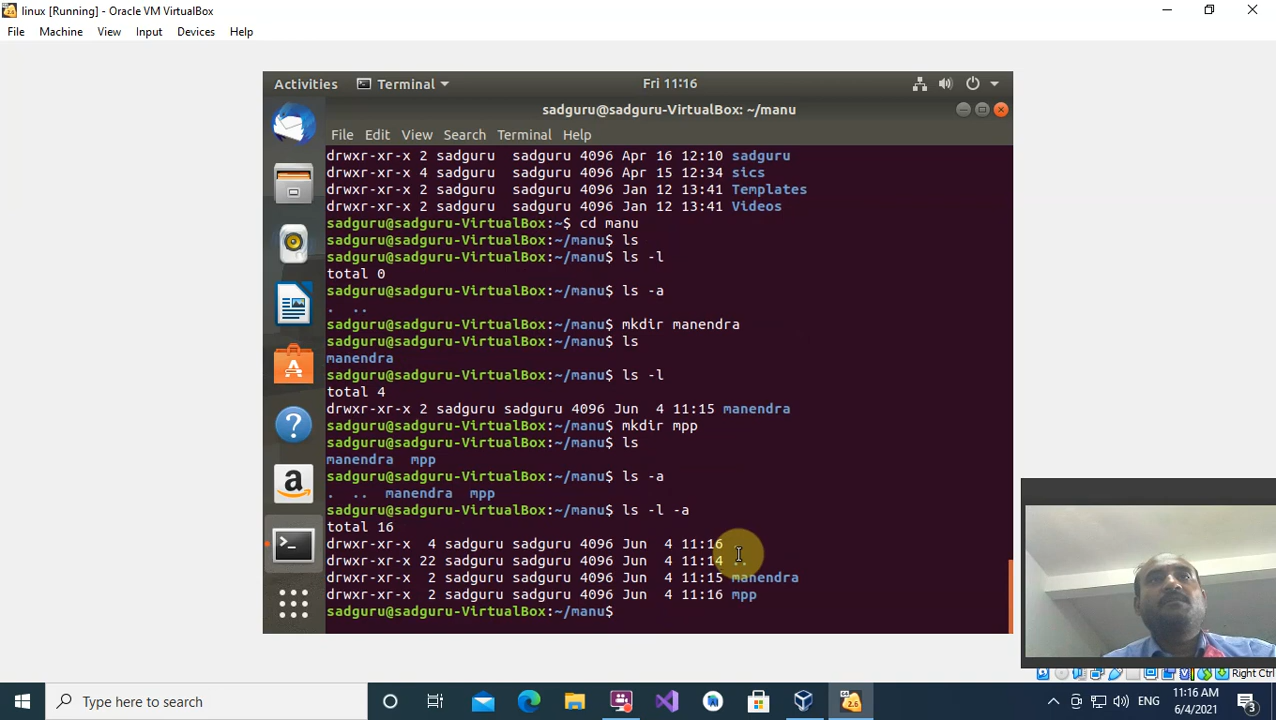 linux [Running] - Oracle VM VirtualBox
File Machine View Input Devices Help
Activities Terminal Fri 11:16
sadguru@sadguru-VirtualBox: ~/manu
File Edit View Search Terminal Help
drwxr-xr-x 2 sadguru  sadguru 4096 Apr 16 12:10 sadguru
drwxr-xr-x 4 sadguru  sadguru 4096 Apr 15 12:34 sics
drwxr-xr-x 2 sadguru  sadguru 4096 Jan 12 13:41 Templates
drwxr-xr-x 2 sadguru  sadguru 4096 Jan 12 13:41 Videos
sadguru@sadguru-VirtualBox:~$ cd manu
sadguru@sadguru-VirtualBox:~/manu$ ls
sadguru@sadguru-VirtualBox:~/manu$ ls -l
total 0
sadguru@sadguru-VirtualBox:~/manu$ ls -a
.  ..
sadguru@sadguru-VirtualBox:~/manu$ mkdir manendra
sadguru@sadguru-VirtualBox:~/manu$ ls
manendra
sadguru@sadguru-VirtualBox:~/manu$ ls -l
total 4
drwxr-xr-x 2 sadguru sadguru 4096 Jun  4 11:15 manendra
sadguru@sadguru-VirtualBox:~/manu$ mkdir mpp
sadguru@sadguru-VirtualBox:~/manu$ ls
manendra  mpp
sadguru@sadguru-VirtualBox:~/manu$ ls -a
.  ..  manendra  mpp
sadguru@sadguru-VirtualBox:~/manu$ ls -l -a
total 16
drwxr-xr-x  4 sadguru sadguru 4096 Jun  4 11:16
drwxr-xr-x 22 sadguru sadguru 4096 Jun  4 11:14 ..
drwxr-xr-x  2 sadguru sadguru 4096 Jun  4 11:15 manendra
drwxr-xr-x  2 sadguru sadguru 4096 Jun  4 11:16 mpp
sadguru@sadguru-VirtualBox:~/manu$
Right Ctrl
Type here to search
2.6
ENG
11:16 AM
6/4/2021
3